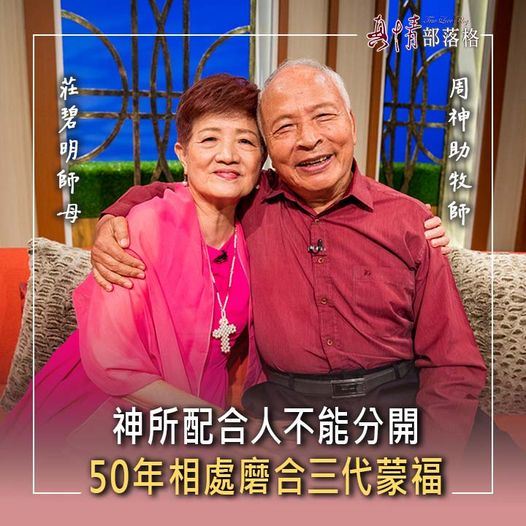 真情部落格
True Love Blog
莊碧明師母
周神助牧師
神所配合人不能分開
50年相處磨合三代蒙福